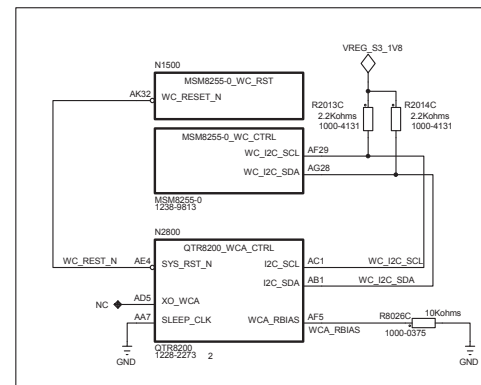 VREG_S3_1V8
N1500
MSM8255-0_WC_RST
AK32
WC_RESET_N
R2013C
2.2Kohms
1000-4131
R2014C
2.2Kohms
1000-4131
MSM8255-0_WC_CTRL
WC_I2C_SCL
AF29
WC_I2C_SDA
AG28
MSM8255-0
1238-9813
N2800
QTR8200_WCA_CTRL
WC_REST_N
AE4
SYS_RST_N
I2C_SCL
AC1
WC_I2C_SCL
I2C_SDA
AB1
WC_I2C_SDA
NC
AD5
XO_WCA
AA7
SLEEP_CLK
WCA_RBIAS
AF5
WCA_RBIAS
R8026C
10Kohms
1000-0375
GND
GND
QTR8200
1228-2273
2